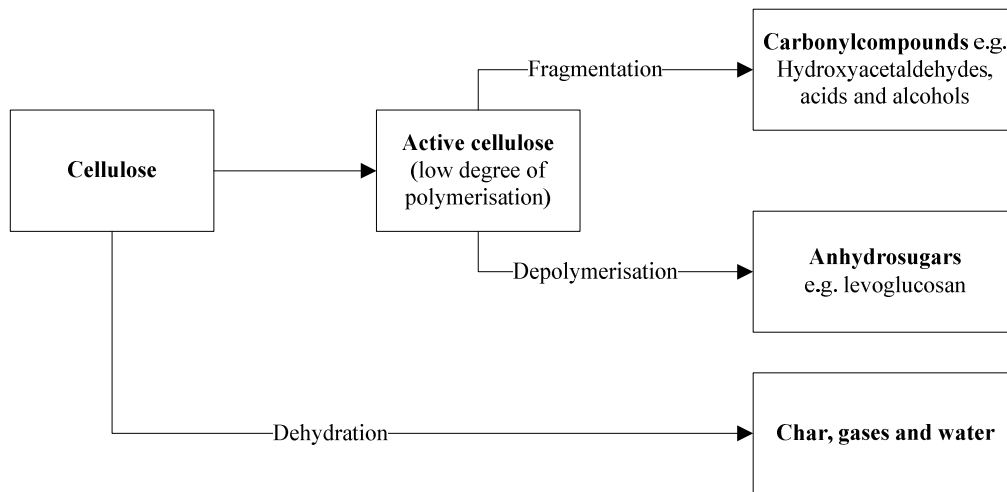 Carbonylcompounds e.g.
Hydroxyacetaldehydes,
acids and alcohols
Fragmentation
Cellulose
Active cellulose
(low degree of
polymerisation)
Depolymerisation
Anhydrosugars
e.g. levoglucosan
Dehydration
Char, gases and water